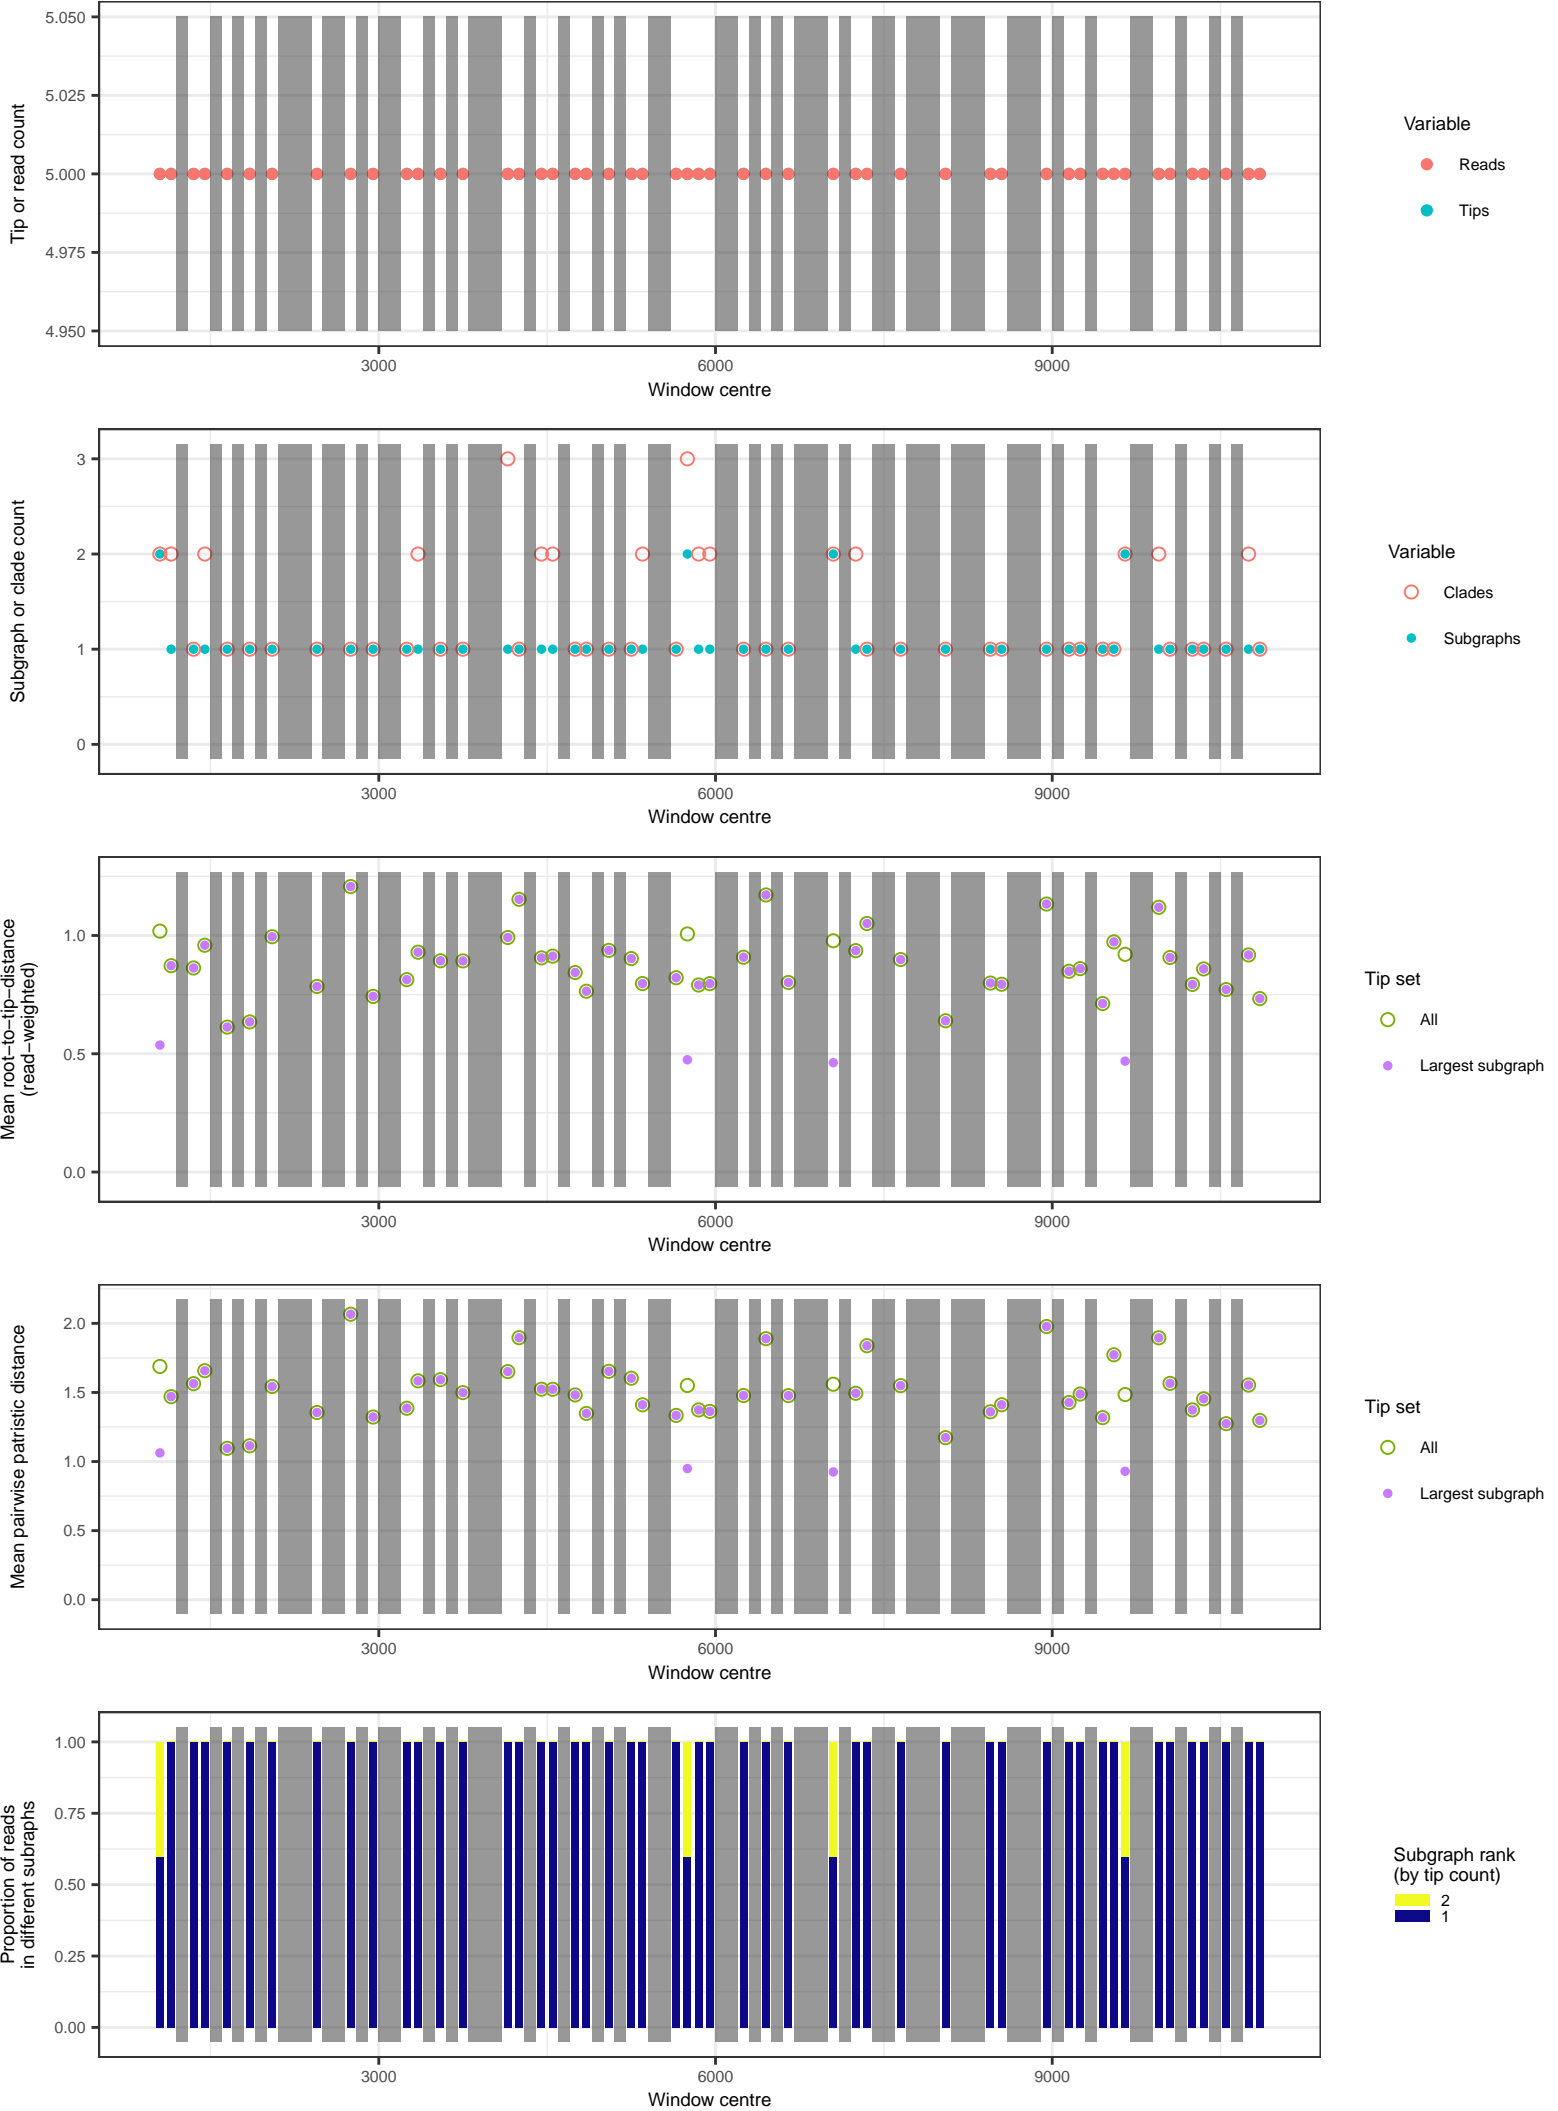 5.050
5.025
5.000
4.975
4.950
Tip or read count
3000
6000
9000
Window centre
Variable
Reads
Tips
3
2
1
0
Subgraph or clade count
3000
6000
9000
Window centre
Variable
Clades
Subgraphs
1.0
0.5
0.0
Mean root−to−tip−distance
(read−weighted)
3000
6000
9000
Window centre
Tip set
All
Largest subgraph
2.0
1.5
1.0
0.5
0.0
Mean pairwise patristic distance
3000
6000
9000
Window centre
Tip set
All
Largest subgraph
1.00
0.75
0.50
0.25
0.00
Proportion of reads
in different subraphs
3000
6000
9000
Window centre
Subgraph rank
(by tip count)
2
1